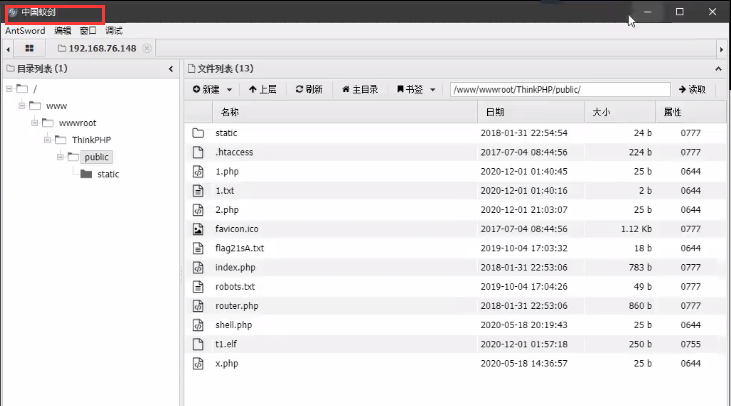 中国蚁剑
AntSword 编辑 窗口 调试
192.168.76.148
目录列表 (1)
/
www
wwwroot
ThinkPHP
public
static
文件列表 (13)
新建 上层 刷新 主目录 书签 /www/wwwroot/ThinkPHP/public/ 读取
名称 日期 大小 属性
static 2018-01-31 22:54:54 24 b 0777
.htaccess 2017-07-04 08:44:56 224 b 0777
1.php 2020-12-01 01:40:45 25 b 0644
1.txt 2020-12-01 01:40:16 2 b 0644
2.php 2020-12-01 21:03:07 25 b 0644
favicon.ico 2017-07-04 08:44:56 1.12 Kb 0777
flag21sA.txt 2019-10-04 17:03:32 18 b 0644
index.php 2018-01-31 22:53:06 783 b 0777
robots.txt 2019-10-04 17:04:26 49 b 0777
router.php 2018-01-31 22:53:06 860 b 0777
shell.php 2020-05-18 20:19:43 25 b 0644
t1.elf 2020-12-01 01:57:18 250 b 0755
x.php 2020-05-18 14:36:57 25 b 0644